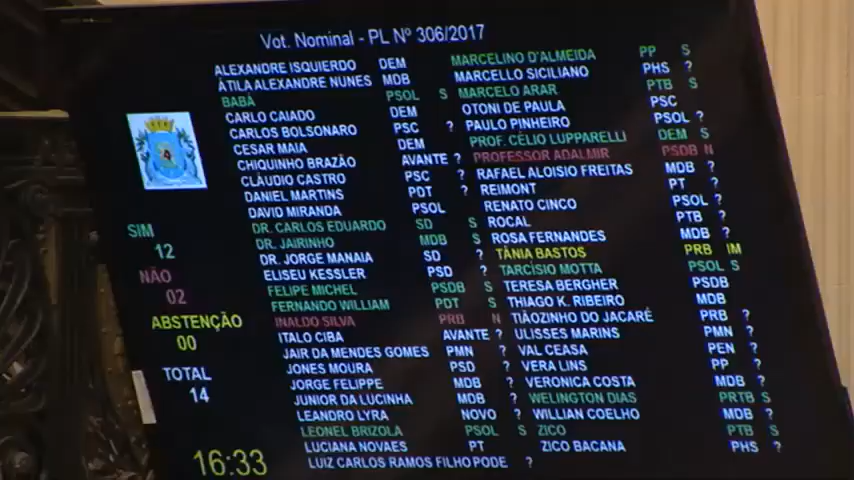 Vot. Nominal - PL Nº 306/2017
ALEXANDRE ISQUIERDO DEM
ÁTILA ALEXANDRE NUNES MDB
BABÁ PSOL S
CARLO CAIADO DEM
CARLOS BOLSONARO PSC ?
CESAR MAIA DEM
CHIQUINHO BRAZÃO AVANTE ?
CLÁUDIO CASTRO PSC ?
DANIEL MARTINS PDT ?
DAVID MIRANDA PSOL
DR. CARLOS EDUARDO SD S
DR. JAIRINHO MDB S
DR. JORGE MANAIA SD ?
ELISEU KESSLER PSD ?
FELIPE MICHEL PSDB S
FERNANDO WILLIAM PDT S
INALDO SILVA PRB N
ITALO CIBA AVANTE ?
JAIR DA MENDES GOMES PMN ?
JONES MOURA PSD ?
JORGE FELIPPE MDB ?
JUNIOR DA LUCINHA MDB ?
LEANDRO LYRA NOVO ?
LEONEL BRIZOLA PSOL S
LUCIANA NOVAES PT ?
LUIZ CARLOS RAMOS FILHO PODE ?
MARCELINO D'ALMEIDA PP S
MARCELLO SICILIANO PHS ?
MARCELO ARAR PTB S
OTONI DE PAULA PSC
PAULO PINHEIRO PSOL ?
PROF. CÉLIO LUPPARELLI DEM S
PROFESSOR ADALMIR PSDB N
RAFAEL ALOISIO FREITAS MDB ?
REIMONT PT ?
RENATO CINCO PSOL ?
ROCAL PTB ?
ROSA FERNANDES MDB ?
TÂNIA BASTOS PRB IM
TARCÍSIO MOTTA PSOL S
TERESA BERGHER PSDB
THIAGO K. RIBEIRO MDB
TIÃOZINHO DO JACARÉ PRB ?
ULISSES MARINS PMN ?
VAL CEASA PEN ?
VERA LINS PP ?
VERONICA COSTA MDB ?
WELINGTON DIAS PRTB S
WILLIAN COELHO MDB ?
ZICO PTB S
ZICO BACANA PHS ?
SIM
12
NÃO
02
ABSTENÇÃO
00
TOTAL
14
16:33